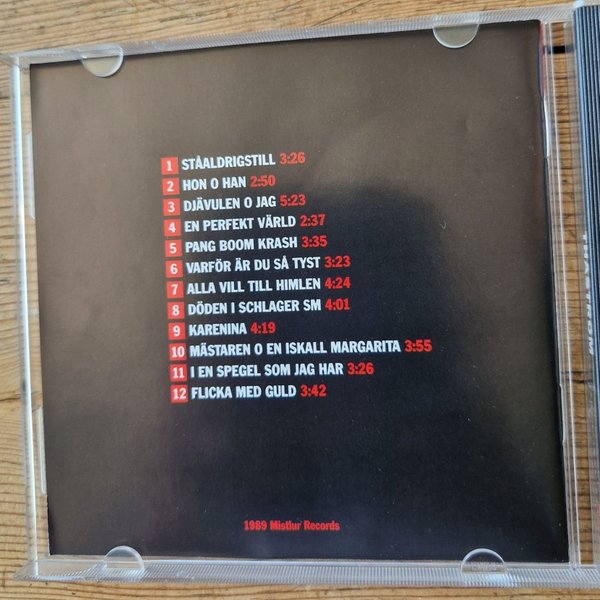 1 STÅALDRIGSTILL 3:26
2 HON O HAN 2:50
3 DJÄVULEN O JAG 5:23
4 EN PERFEKT VÄRLD 2:37
5 PANG BOOM KRASH 3:35
6 VARFÖR ÄR DU SÅ TYST 3:23
7 ALLA VILL TILL HIMLEN 4:24
8 DÖDEN I SCHLAGER SM 4:01
9 KARENINA 4:19
10 MÄSTAREN O EN ISKALL MARGARITA 3:55
11 I EN SPEGEL SOM JAG HAR 3:26
12 FLICKA MED GULD 3:42
1989 Mistlur Records